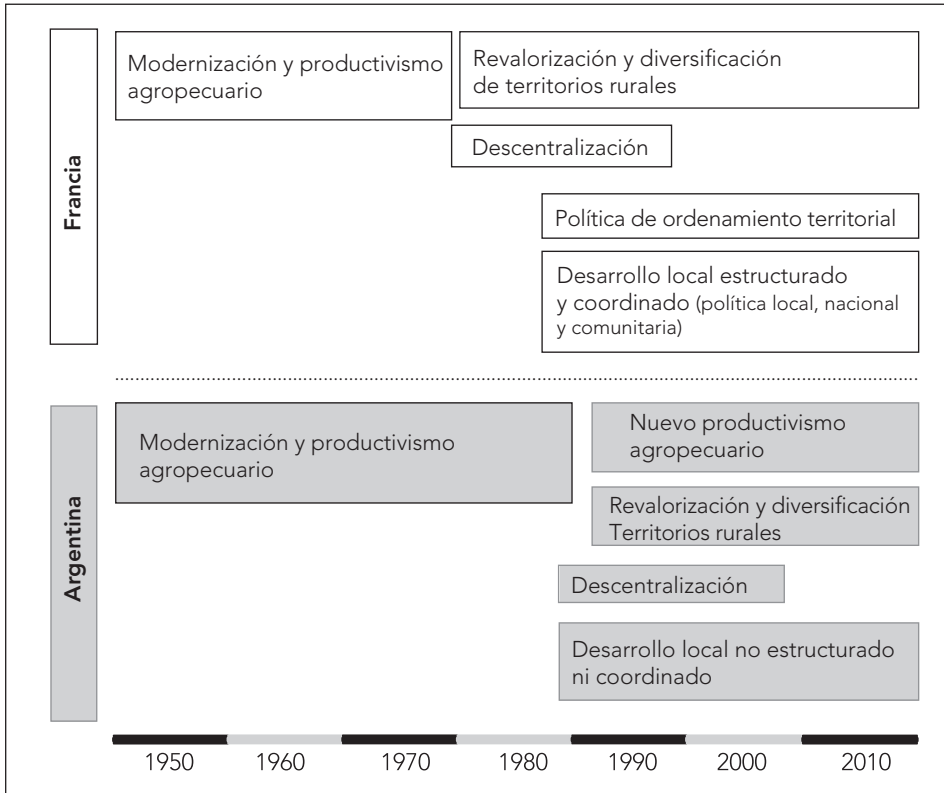 Francia
Modernización y productivismo
agropecuario
Revalorización y diversificación
de territorios rurales
Descentralización
Política de ordenamiento territorial
Desarrollo local estructurado
y coordinado (política local, nacional
y comunitaria)
Argentina
Modernización y productivismo
agropecuario
Nuevo productivismo
agropecuario
Revalorización y diversificación
Territorios rurales
Descentralización
Desarrollo local no estructurado
ni coordinado
1950 1960 1970 1980 1990 2000 2010